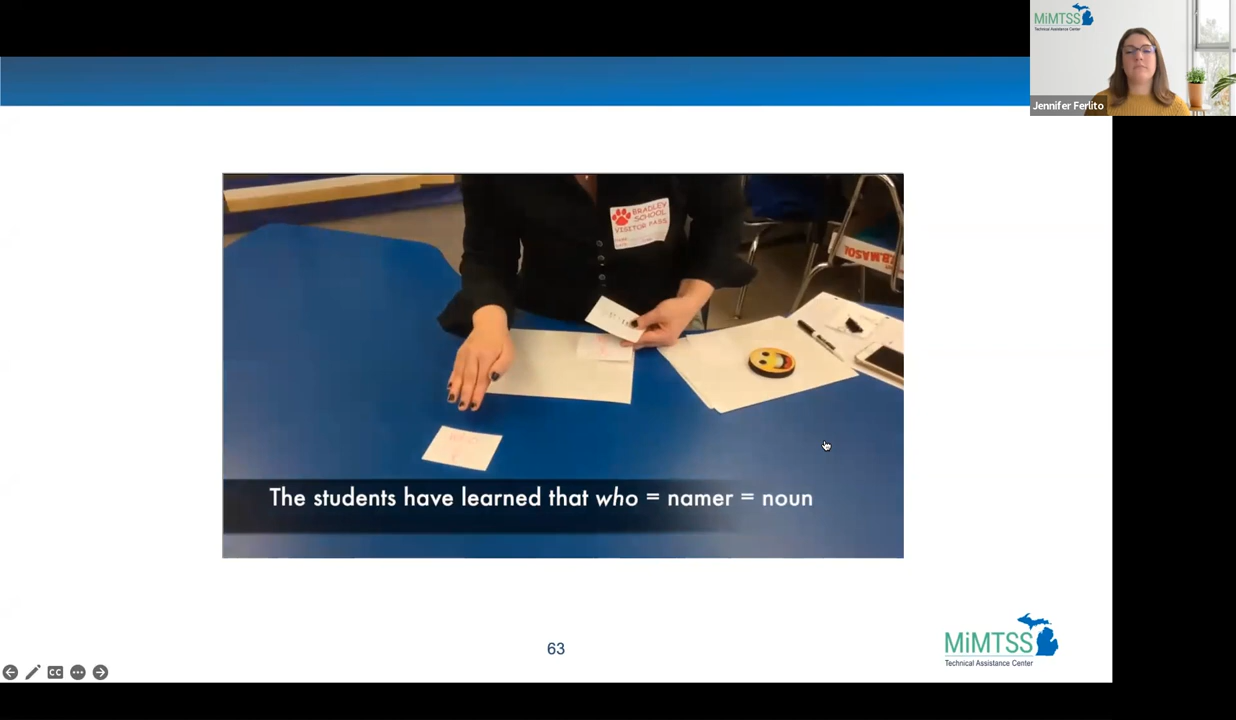 MiMTSS
Technical Assistance Center
Jennifer Ferlito
BRADLEY
SCHOOL
VISITOR PASS
The students have learned that who = namer = noun
63
MiMTSS
Technical Assistance Center
CC